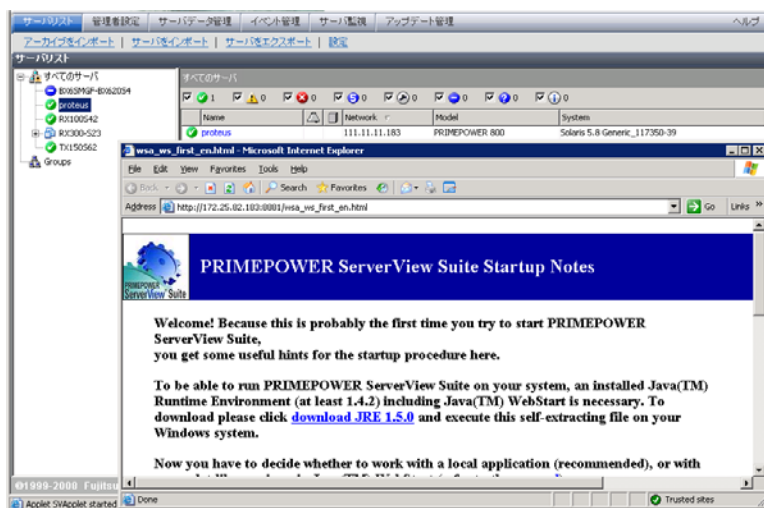 サーバリスト 管理者設定 サーバデータ管理 イベント管理 サーバ監視 アップデート管理 ヘルプ
アーカイブをインポート | サーバをインポート | サーバをエクスポート | 設定
サーバリスト
すべてのサーバ
すべてのサーバ
BX65MGF-BX62054
proteus
RX100S2
RX300-S23
TX150S62
Groups
1 0 0 0 0 0 0 0
Name Network Model System
proteus 111.11.11.183 PRIMEPOWER 800 Solaris 5.8 Generic_117350-39
wsa_ws_first_en.html - Microsoft Internet Explorer
File Edit View Favorites Tools Help
Back Search Favorites
Address http://172.25.82.183:8081/wsa_ws_first_en.html Go Links »
PRIMEPOWER
ServerView Suite
PRIMEPOWER ServerView Suite Startup Notes
Welcome! Because this is probably the first time you try to start PRIMEPOWER
ServerView Suite,
you get some useful hints for the startup procedure here.
To be able to run PRIMEPOWER ServerView Suite on your system, an installed Java(TM)
Runtime Environment (at least 1.4.2) including Java(TM) WebStart is necessary. To
download please click download JRE 1.5.0 and execute this self-extracting file on your
Windows system.
Now you have to decide whether to work with a local application (recommended), or with
©1999-2008 Fujitsu
Applet SVApplet started
Done Trusted sites